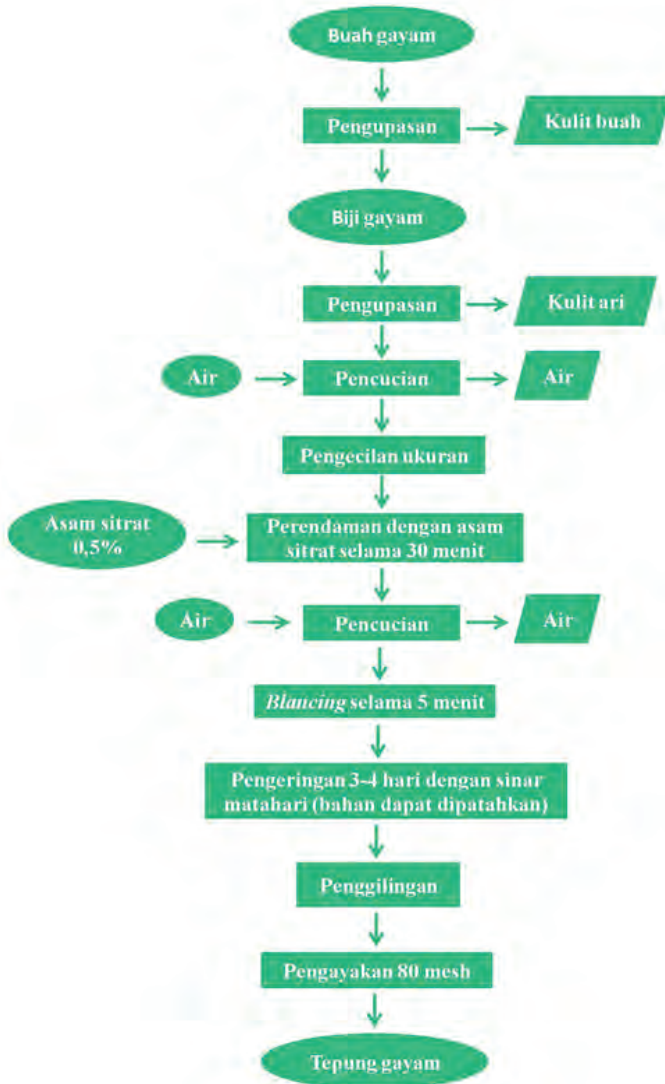 Buah gayam
Pengupasan
Kulit buah
Biji gayam
Pengupasan
Kulit ari
Air
Pencucian
Air
Pengecilan ukuran
Asam sitrat
0,5%
Perendaman dengan asam
sitrat selama 30 menit
Air
Pencucian
Air
Blancing selama 5 menit
Pengeringan 3-4 hari dengan sinar
matahari (bahan dapat dipatahkan)
Penggilingan
Pengayakan 80 mesh
Tepung gayam